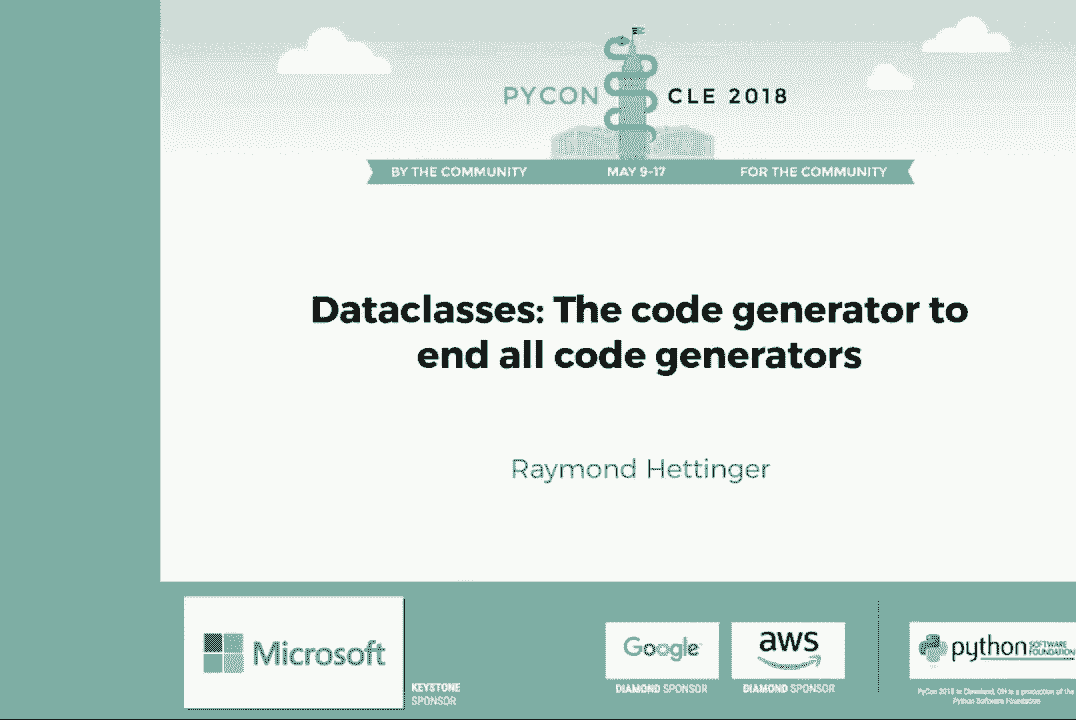 PYCON CLE 2018
BY THE COMMUNITY MAY 9-17 FOR THE COMMUNITY
Dataclasses: The code generator to
end all code generators
Raymond Hettinger
Microsoft
KEYSTONE
SPONSOR
Google
DIAMOND SPONSOR
aws
DIAMOND SPONSOR
python SOFTWARE
FOUNDATION
PyCon 2018 in Cleveland, OH is a production of the
Python Software Foundation